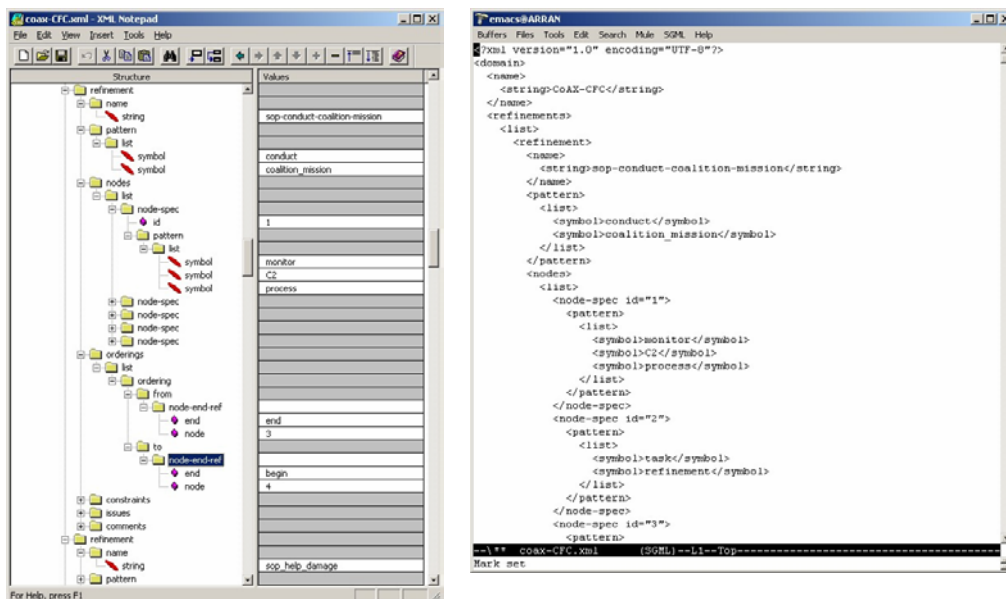 coax-CFC.xml - XML Notepad
File Edit View Insert Tools Help
Structure Values
refinement
name
string sop-conduct-coalition-mission
pattern
list
symbol conduct
symbol coalition_mission
nodes
list
node-spec
id 1
pattern
list
symbol monitor
symbol C2
symbol process
node-spec
node-spec
node-spec
node-spec
orderings
list
ordering
from
node-end-ref
end end
node 3
to
node-end-ref
end begin
node 4
constraints
issues
comments
refinement
name
string sop_help_damage
pattern
For Help, press F1
emacs@ARRAN
Buffers Files Tools Edit Search Mule SGML Help
<?xml version="1.0" encoding="UTF-8"?>
<domain>
<name>
<string>CoAX-CFC</string>
</name>
<refinements>
<list>
<refinement>
<name>
<string>sop-conduct-coalition-mission</string>
</name>
<pattern>
<list>
<symbol>conduct</symbol>
<symbol>coalition_mission</symbol>
</list>
</pattern>
<nodes>
<list>
<node-spec id="1">
<pattern>
<list>
<symbol>monitor</symbol>
<symbol>C2</symbol>
<symbol>process</symbol>
</list>
</pattern>
</node-spec>
<node-spec id="2">
<pattern>
<list>
<symbol>task</symbol>
<symbol>refinement</symbol>
</list>
</pattern>
</node-spec>
<node-spec id="3">
<pattern>
--\** coax-CFC.xml (SGML)--L1--Top--------------------------------
Mark set